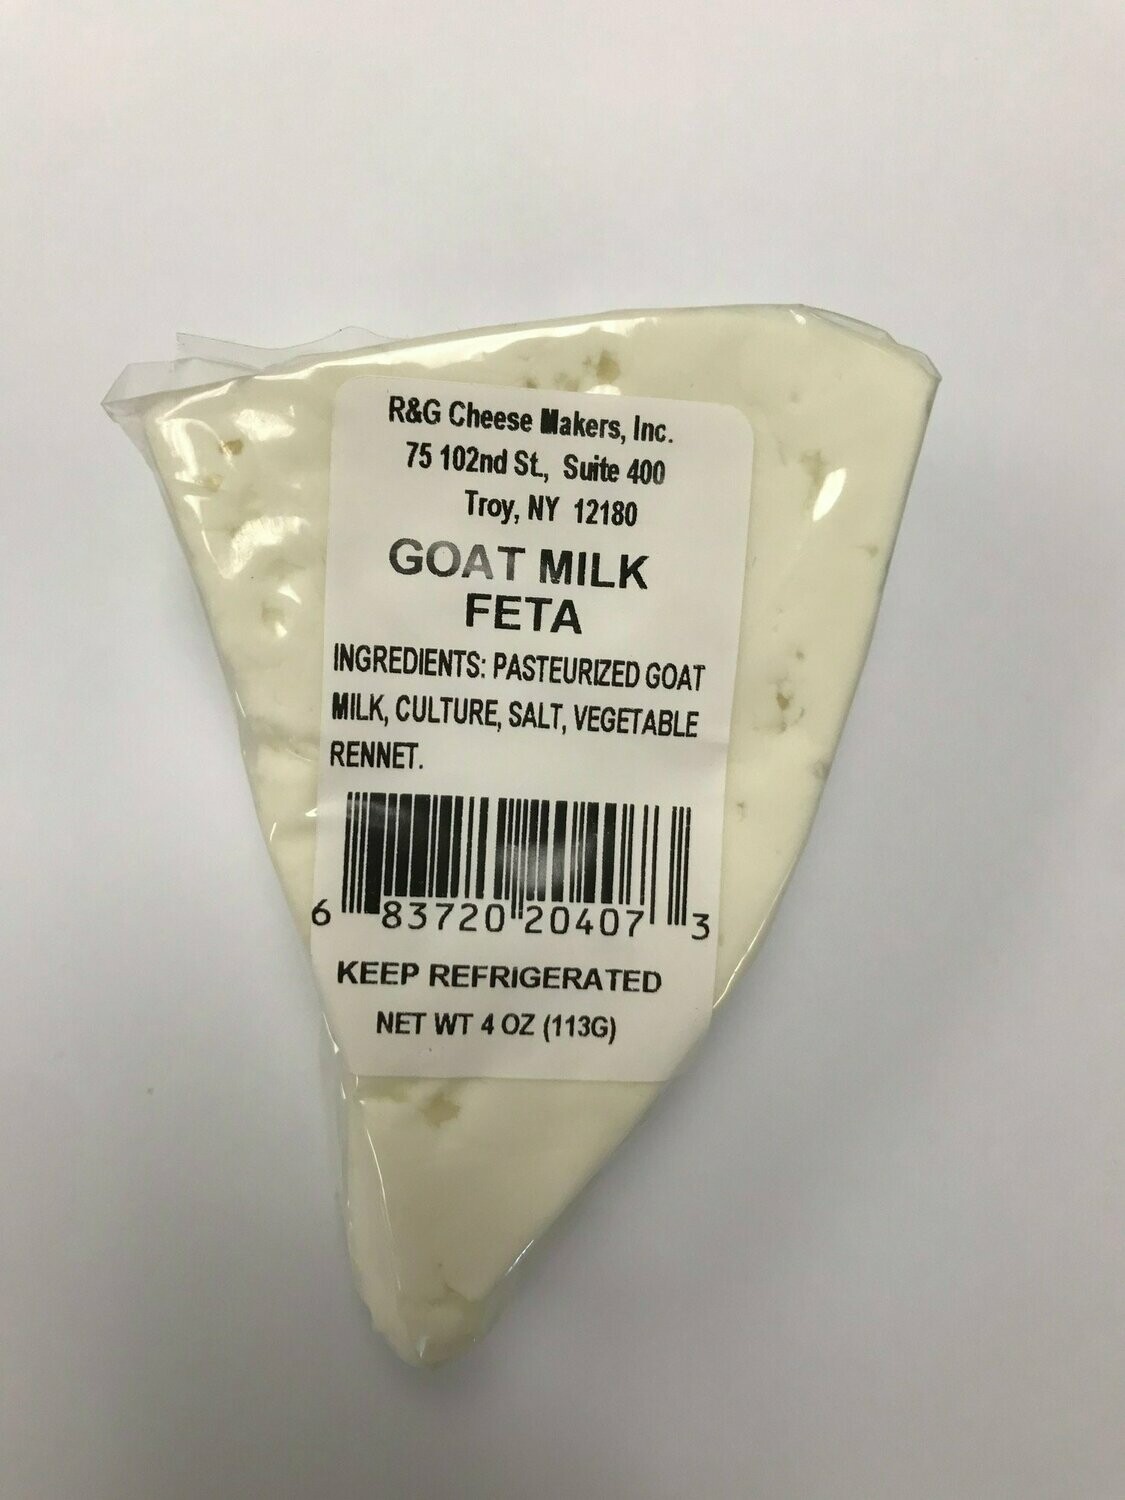 R&G Cheese Makers, Inc.
75 102nd St., Suite 400
Troy, NY 12180
GOAT MILK
FETA
INGREDIENTS: PASTEURIZED GOAT
MILK, CULTURE, SALT, VEGETABLE
RENNET.
6 83720 20407 3
KEEP REFRIGERATED
NET WT 4 OZ (113G)